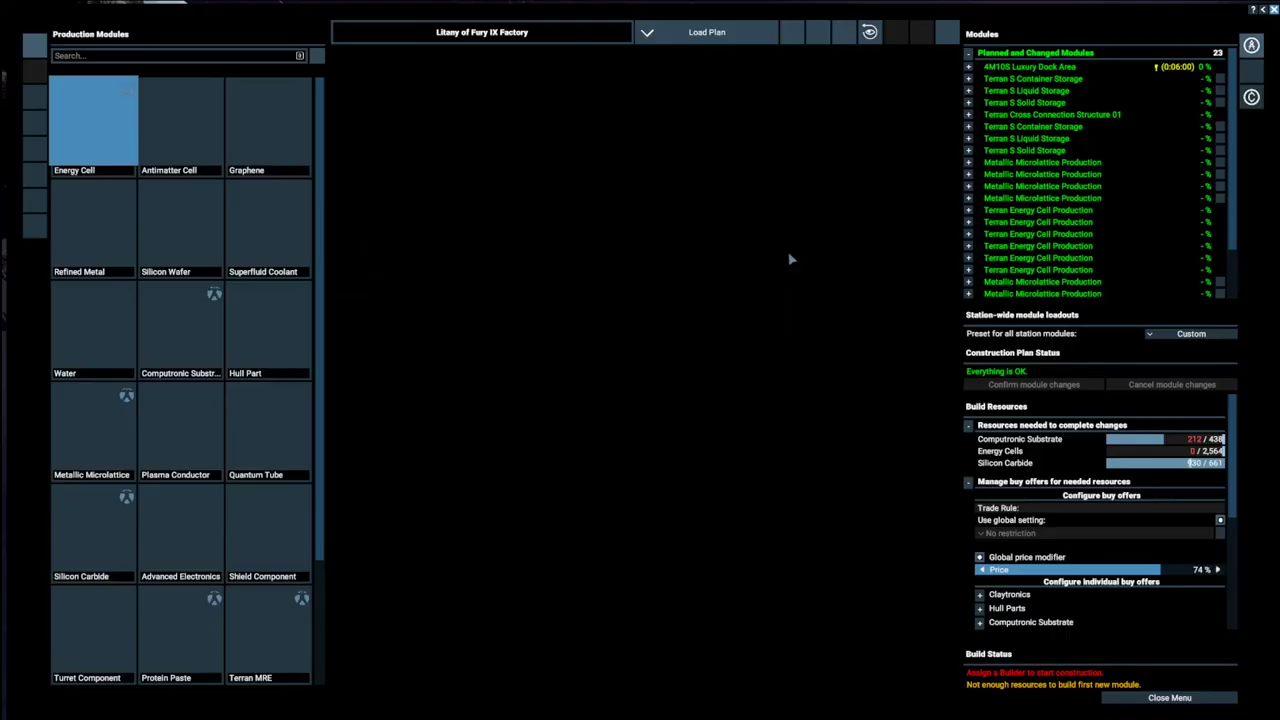 ? < X
Production Modules
Search...
Energy Cell
Antimatter Cell
Graphene
Refined Metal
Silicon Wafer
Superfluid Coolant
Water
Computronic Substr...
Hull Part
Metallic Microlattice
Plasma Conductor
Quantum Tube
Silicon Carbide
Advanced Electronics
Shield Component
Turret Component
Protein Paste
Terran MRE
Litany of Fury IX Factory
Load Plan
Modules
Planned and Changed Modules 23
4M10S Luxury Dock Area (0:06:00) 0 %
Terran S Container Storage - %
Terran S Liquid Storage - %
Terran S Solid Storage - %
Terran Cross Connection Structure 01 - %
Terran S Container Storage - %
Terran S Liquid Storage - %
Terran S Solid Storage - %
Metallic Microlattice Production - %
Metallic Microlattice Production - %
Metallic Microlattice Production - %
Metallic Microlattice Production - %
Terran Energy Cell Production - %
Terran Energy Cell Production - %
Terran Energy Cell Production - %
Terran Energy Cell Production - %
Terran Energy Cell Production - %
Terran Energy Cell Production - %
Metallic Microlattice Production - %
Metallic Microlattice Production - %
A
C
Station-wide module loadouts
Preset for all station modules: Custom
Construction Plan Status
Everything is OK.
Confirm module changes Cancel module changes
Build Resources
Resources needed to complete changes
Computronic Substrate 212 / 438
Energy Cells 0 / 2,564
Silicon Carbide / 661
Manage buy offers for needed resources
Configure buy offers
Trade Rule:
Use global setting:
No restriction
Global price modifier
Price 74 %
Configure individual buy offers
Claytronics
Hull Parts
Computronic Substrate
Build Status
Assign a Builder to start construction.
Not enough resources to build first new module.
Close Menu